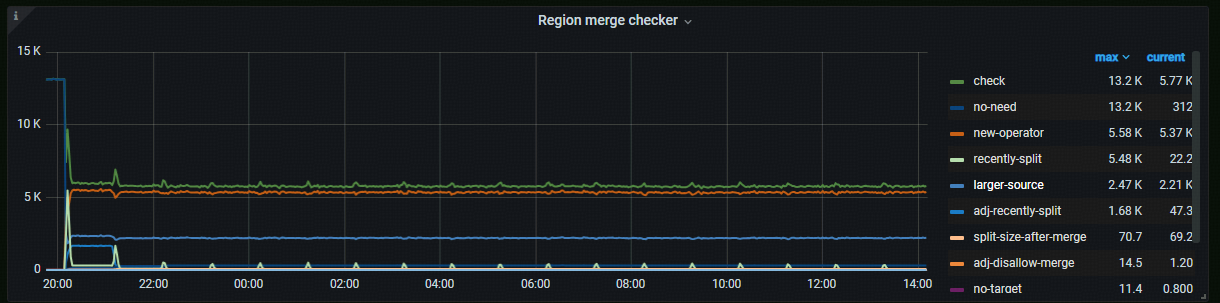 i
Region merge checker
15 K
10 K
5 K
0
20:00 22:00 00:00 02:00 04:00 06:00 08:00 10:00 12:00 14:00
max current
check 13.2 K 5.77 K
no-need 13.2 K 312
new-operator 5.58 K 5.37 K
recently-split 5.48 K 22.2
larger-source 2.47 K 2.21 K
adj-recently-split 1.68 K 47.3
split-size-after-merge 70.7 69.2
adj-disallow-merge 14.5 1.20
no-target 11.4 0.800